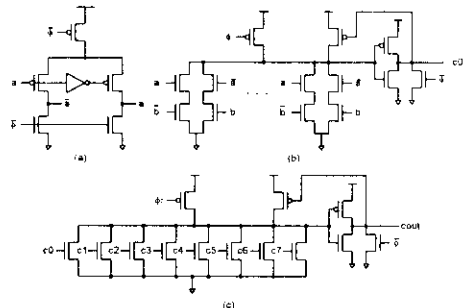 φ̄
φ
c0
a
a
ā
a
ā
a
ā
φ̄
b̄
b
b̄
b
φ̄
(a)
(b)
φ
c0
c1
c2
c3
c4
c5
c6
c7
cout
φ̄
(c)